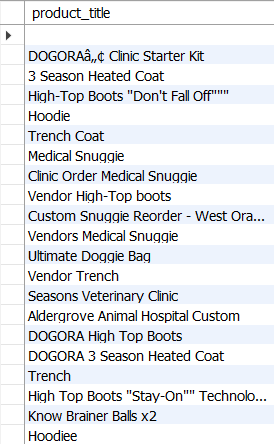 product_title
DOGORAâ„¢ Clinic Starter Kit
3 Season Heated Coat
High-Top Boots "Don't Fall Off"""
Hoodie
Trench Coat
Medical Snuggie
Clinic Order Medical Snuggie
Vendor High-Top boots
Custom Snuggie Reorder - West Ora...
Vendors Medical Snuggie
Ultimate Doggie Bag
Vendor Trench
Seasons Veterinary Clinic
Aldergrove Animal Hospital Custom
DOGORA High Top Boots
DOGORA 3 Season Heated Coat
Trench
High Top Boots "Stay-On"" Technolo...
Know Brainer Balls x2
Hoodiee